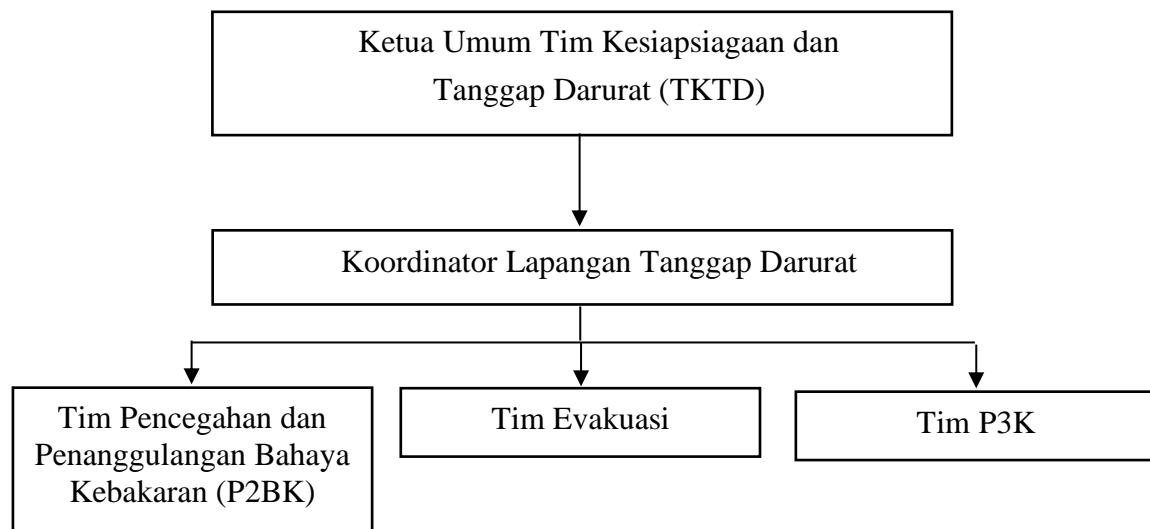 Ketua Umum Tim Kesiapsiagaan dan
Tanggap Darurat (TKTD)
Koordinator Lapangan Tanggap Darurat
Tim Pencegahan dan
Penanggulangan Bahaya
Kebakaran (P2BK)
Tim Evakuasi
Tim P3K